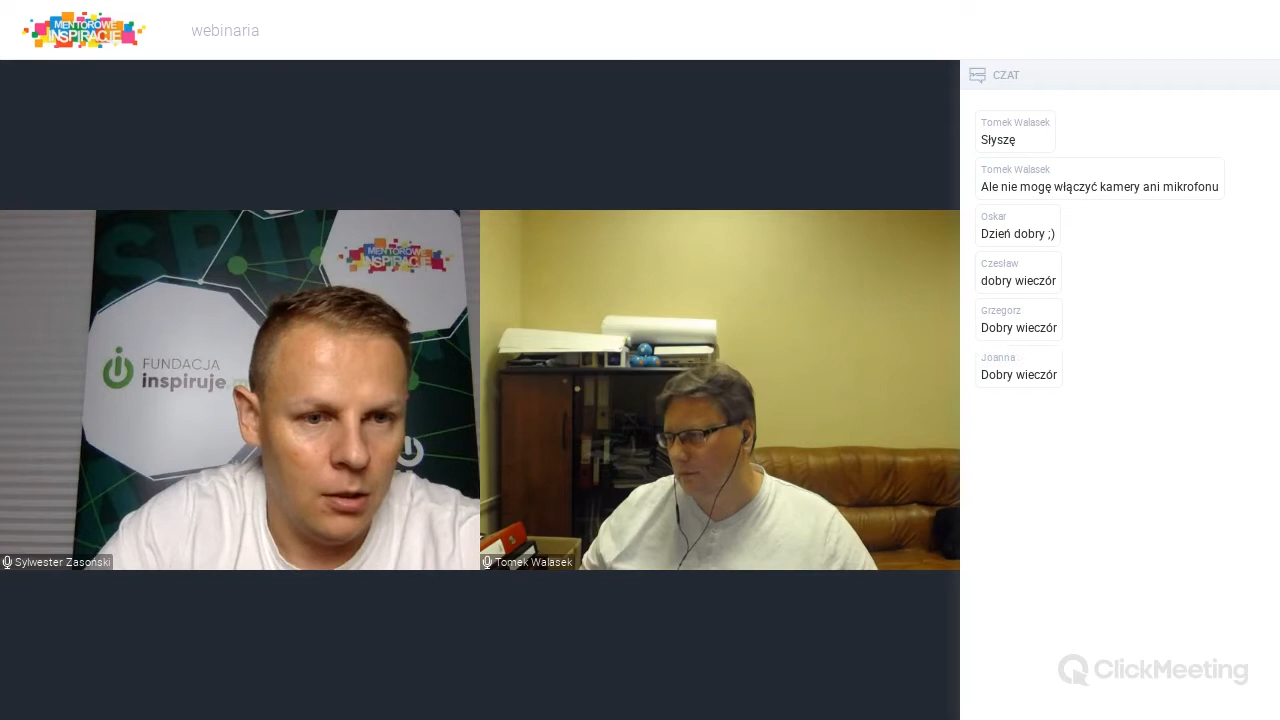 MENTOROWE
INSPIRACJE
webinaria
CZAT
Tomek Walasek
Słyszę
Tomek Walasek
Ale nie mogę włączyć kamery ani mikrofonu
Oskar
Dzień dobry ;)
Czesław
dobry wieczór
Grzegorz
Dobry wieczór
Joanna
Dobry wieczór
MENTOROWE
INSPIRACJE
FUNDACJA
inspiruje
Sylwester Zasoński
Tomek Walasek
ClickMeeting